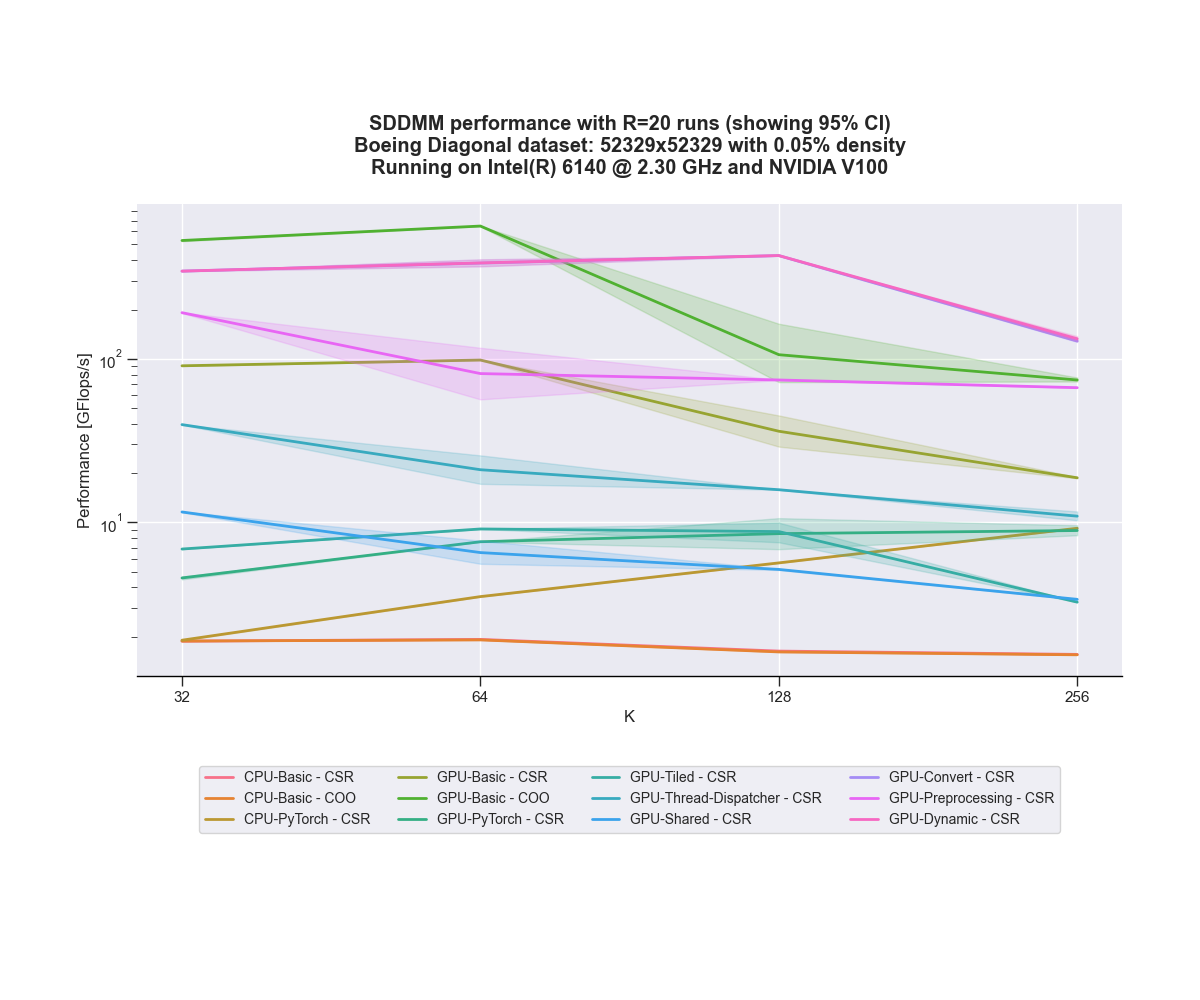 SDDMM performance with R=20 runs (showing 95% CI)
Boeing Diagonal dataset: 52329x52329 with 0.05% density
Running on Intel(R) 6140 @ 2.30 GHz and NVIDIA V100
Performance [GFlops/s]
10²
10¹
32 64 128 256
K
CPU-Basic - CSR GPU-Basic - CSR GPU-Tiled - CSR GPU-Convert - CSR
CPU-Basic - COO GPU-Basic - COO GPU-Thread-Dispatcher - CSR GPU-Preprocessing - CSR
CPU-PyTorch - CSR GPU-PyTorch - CSR GPU-Shared - CSR GPU-Dynamic - CSR